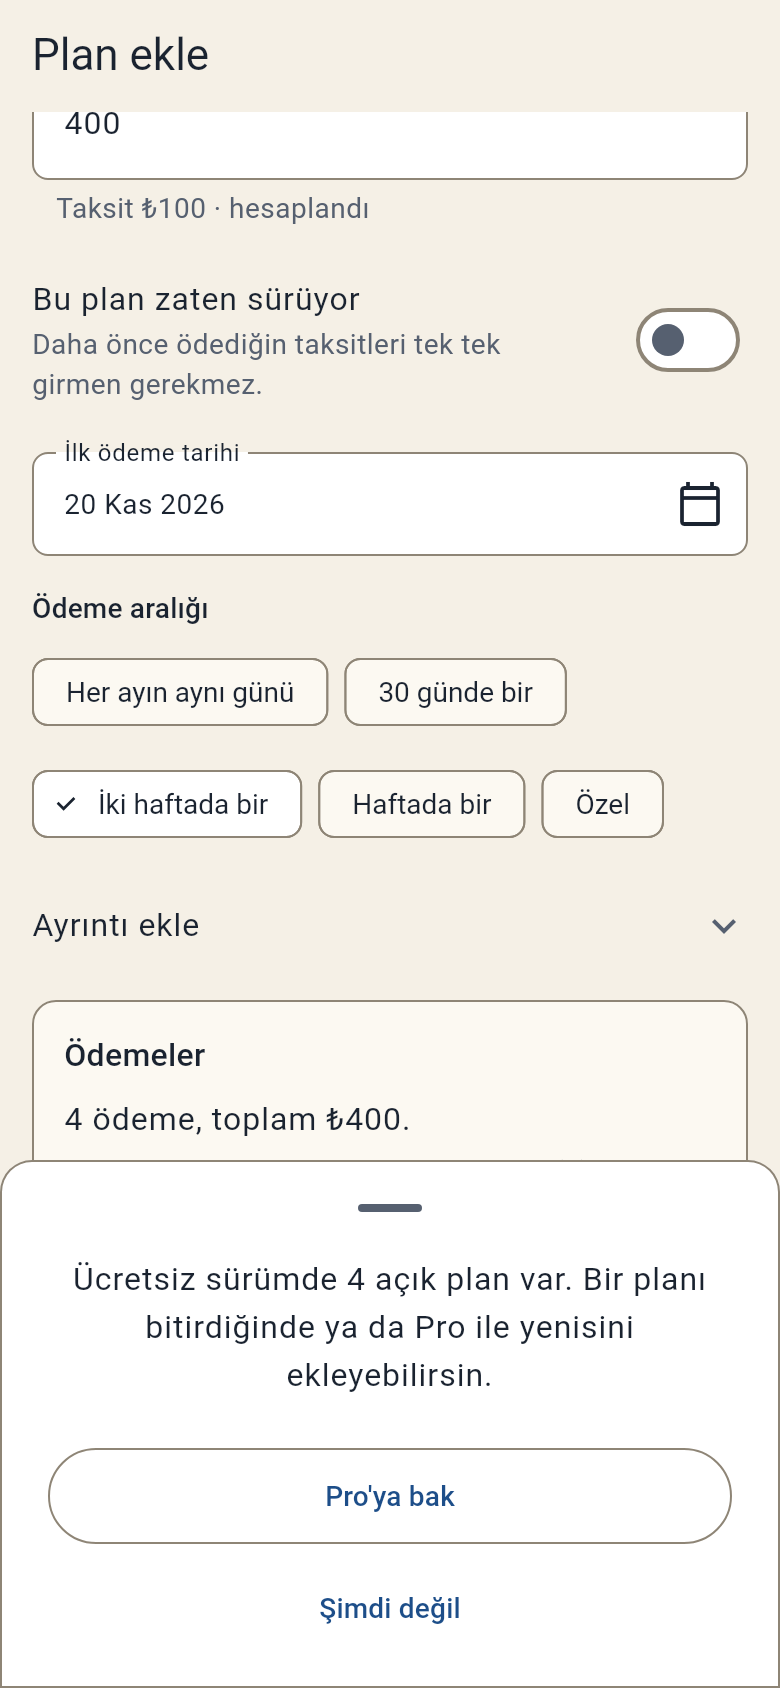 Plan ekle
400
Taksit ₺100 · hesaplandı
Bu plan zaten sürüyor
Daha önce ödediğin taksitleri tek tek
girmen gerekmez.
İlk ödeme tarihi
20 Kas 2026
Ödeme aralığı
Her ayın aynı günü
30 günde bir
İki haftada bir
Haftada bir
Özel
Ayrıntı ekle
Ödemeler
4 ödeme, toplam ₺400.
Ücretsiz sürümde 4 açık plan var. Bir planı
bitirdiğinde ya da Pro ile yenisini
ekleyebilirsin.
Pro'ya bak
Şimdi değil